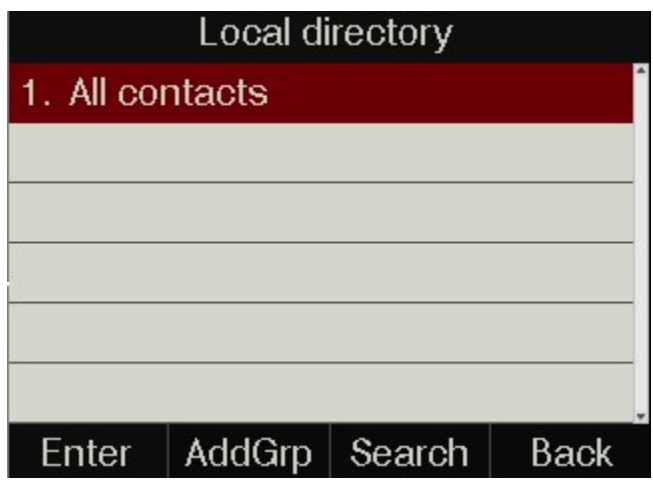 Local directory
1. All contacts
Enter AddGrp Search Back